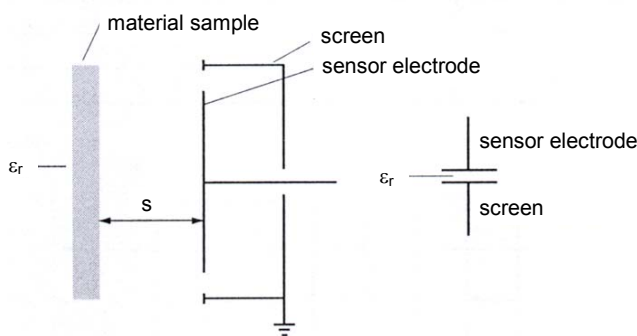 material sample
screen
sensor electrode
εr
s
εr
sensor electrode
screen